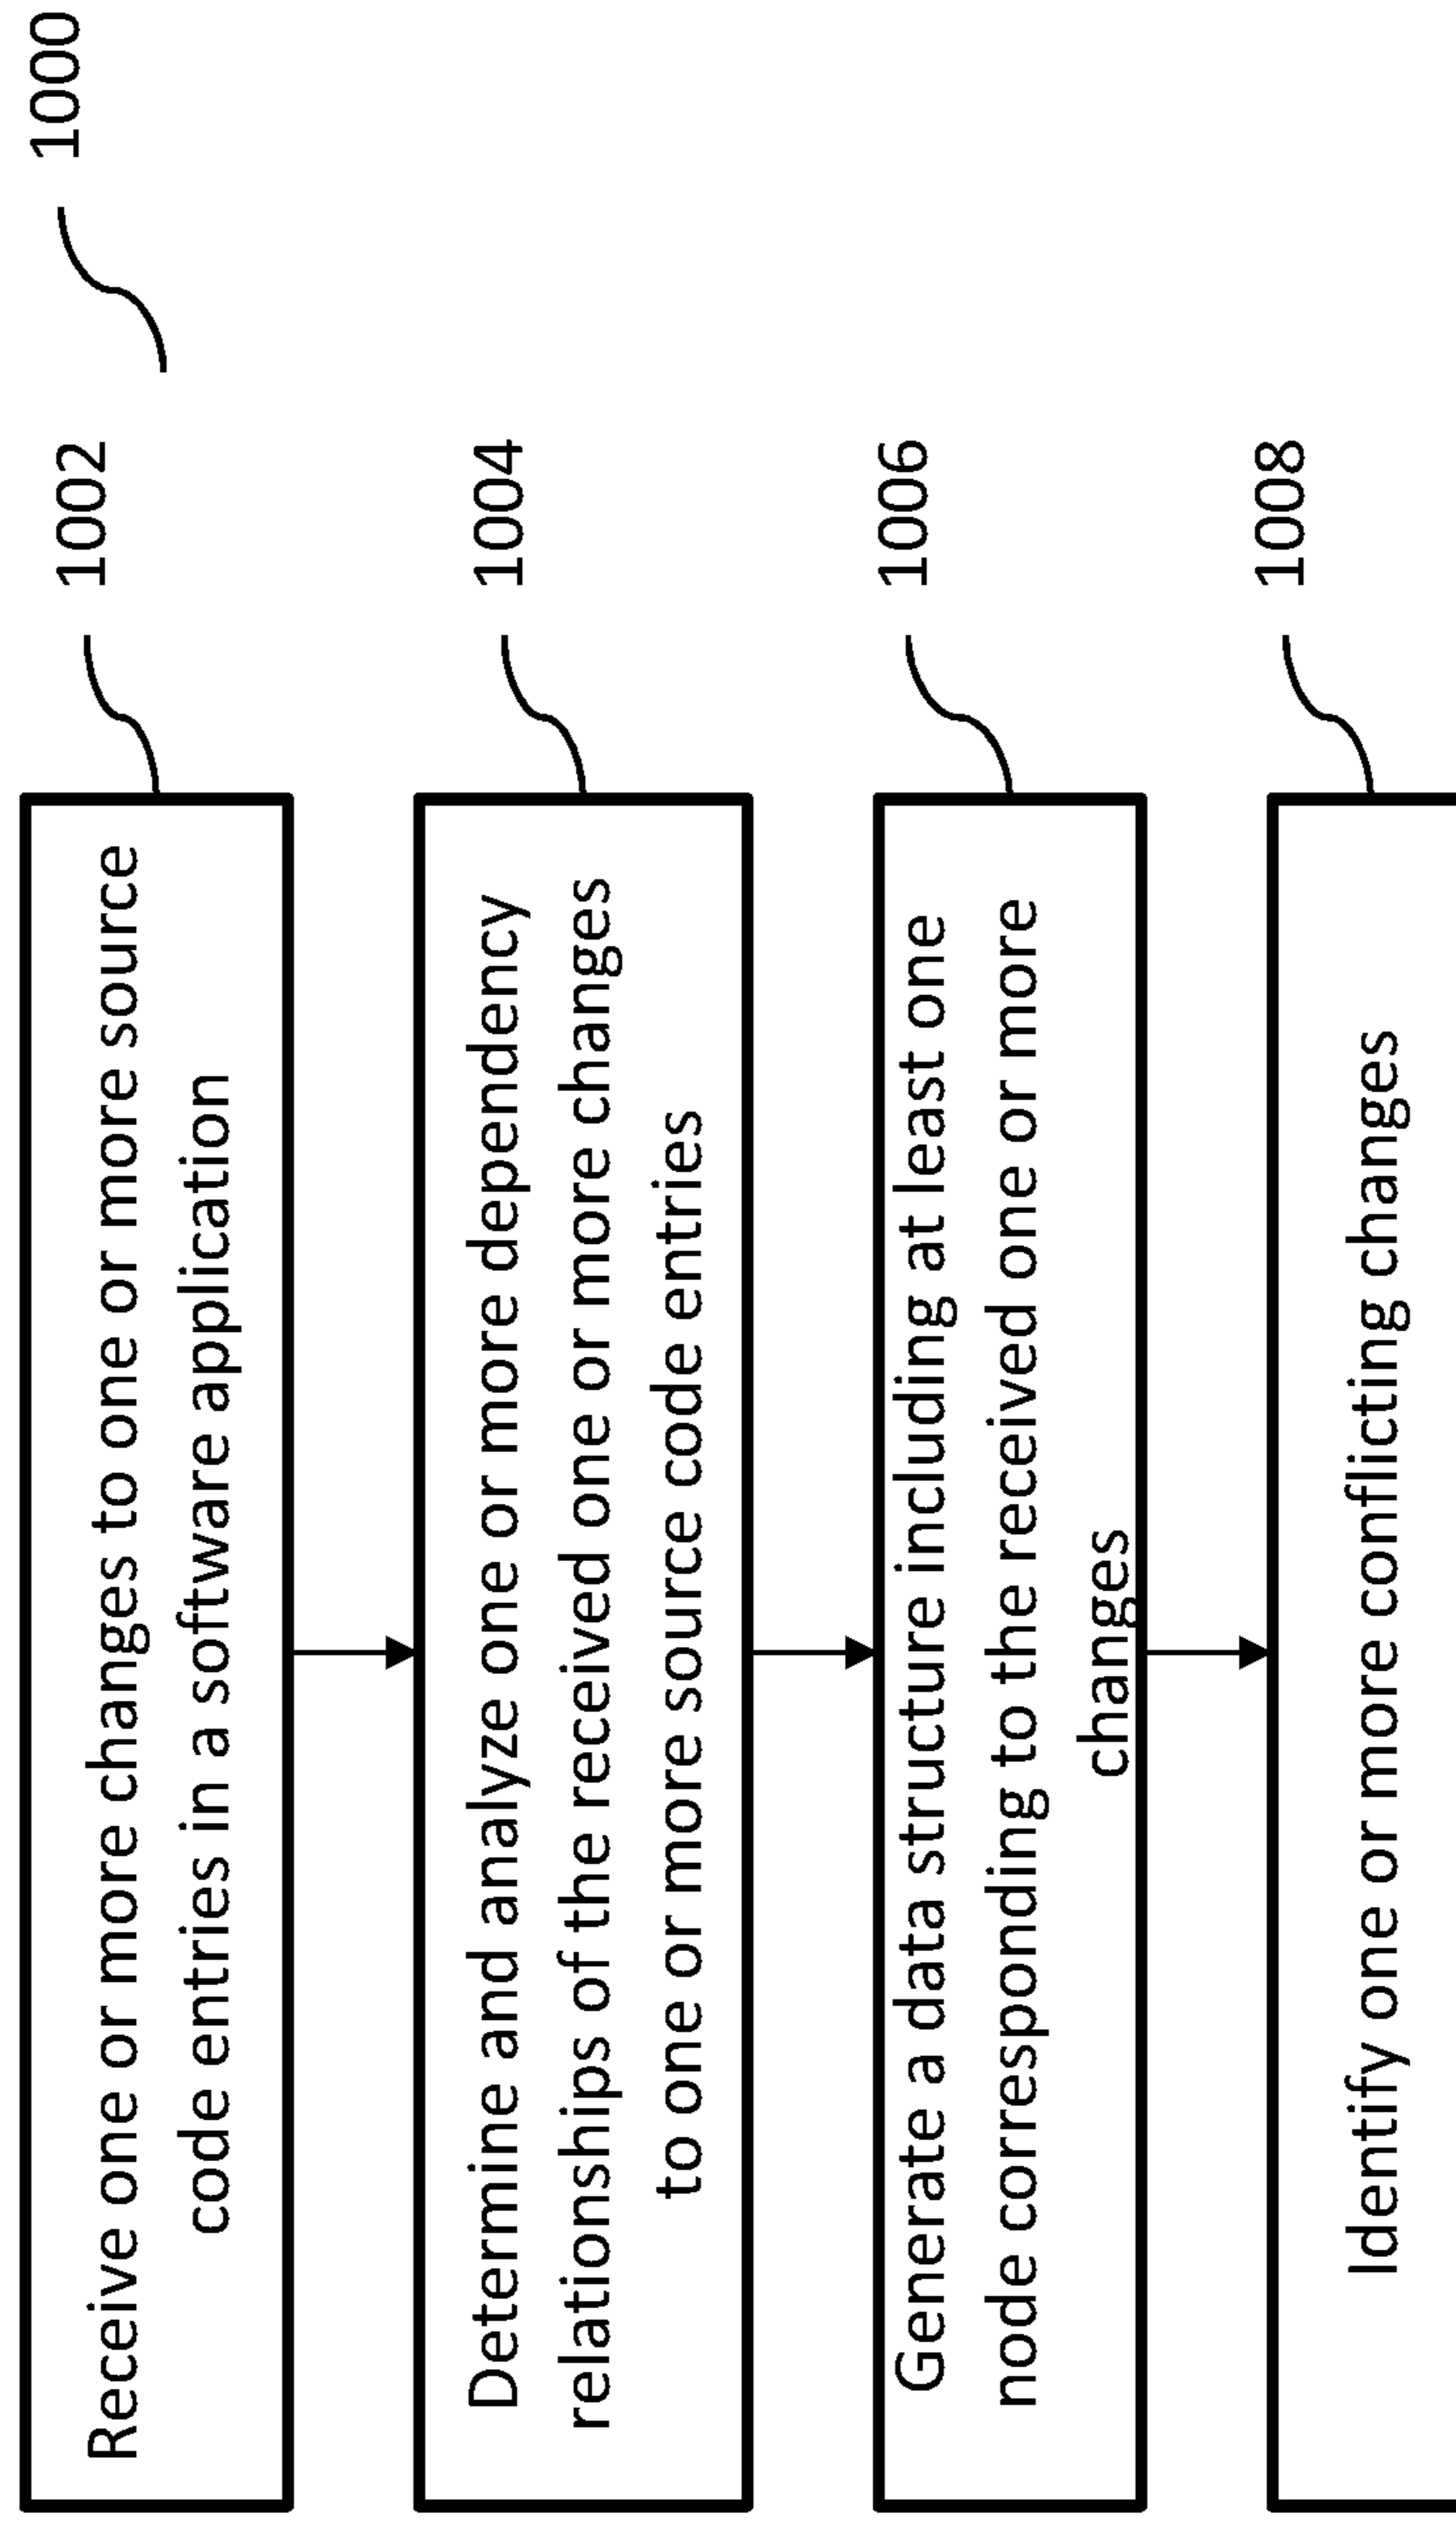 1000
1002
Receive one or more changes to one or more source
code entries in a software application
1004
Determine and analyze one or more dependency
relationships of the received one or more changes
to one or more source code entries
1006
Generate a data structure including at least one
node corresponding to the received one or more
changes
1008
Identify one or more conflicting changes